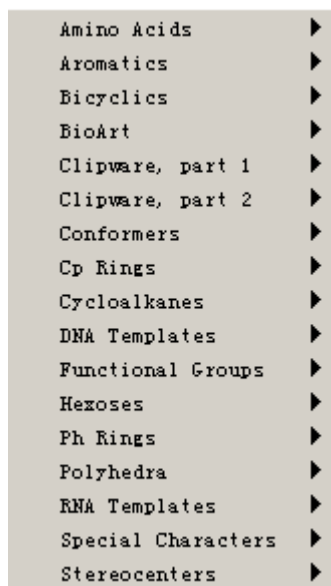 Amino Acids
Aromatics
Bicyclics
BioArt
Clipware, part 1
Clipware, part 2
Conformers
Cp Rings
Cycloalkanes
DNA Templates
Functional Groups
Hexoses
Ph Rings
Polyhedra
RNA Templates
Special Characters
Stereocenters